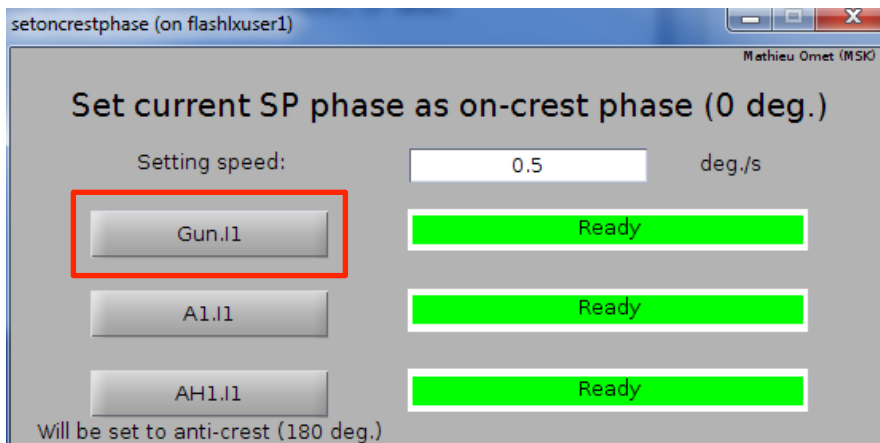 setoncrestphase (on flashlxuser1)
Mathieu Omet (MSK)
Set current SP phase as on-crest phase (0 deg.)
Setting speed: 0.5 deg./s
Gun.I1 Ready
A1.I1 Ready
AH1.I1 Ready
Will be set to anti-crest (180 deg.)